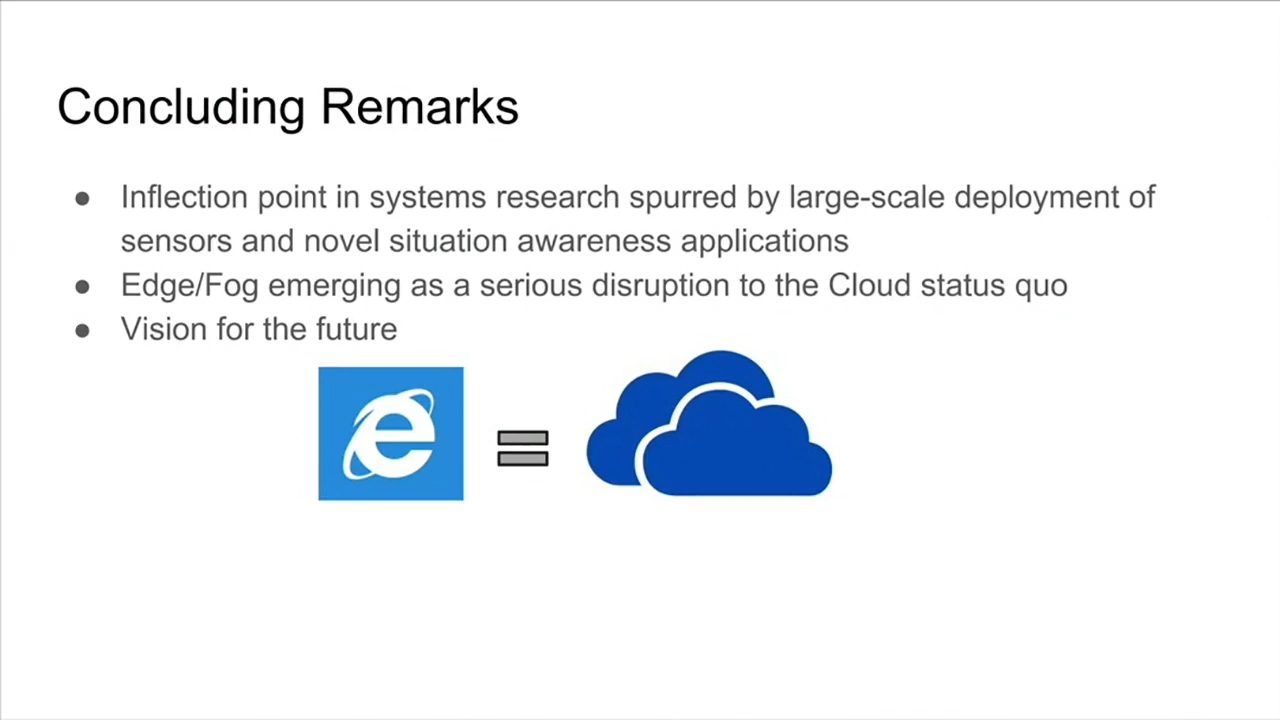 Concluding Remarks
● Inflection point in systems research spurred by large-scale deployment of
sensors and novel situation awareness applications
● Edge/Fog emerging as a serious disruption to the Cloud status quo
● Vision for the future